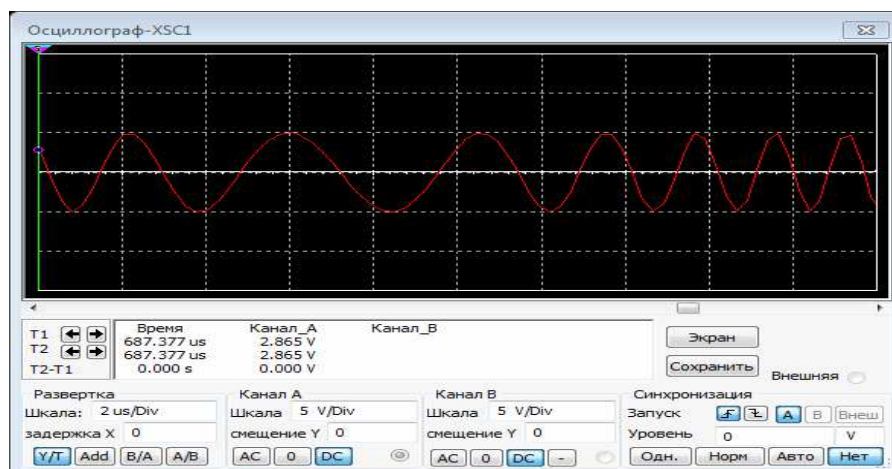 Осциллограф-XSC1
T1
T2
T2-T1
Время Канал_A Канал_B
687.377 us 2.865 V
687.377 us 2.865 V
0.000 s 0.000 V
Экран
Сохранить
Внешняя
Развертка
Шкала: 2 us/Div
задержка X 0
Y/T Add B/A A/B
Канал A
Шкала 5 V/Div
смещение Y 0
AC 0 DC
Канал B
Шкала 5 V/Div
смещение Y 0
AC 0 DC -
Синхронизация
Запуск A B Внеш
Уровень 0 V
Одн. Норм Авто Нет